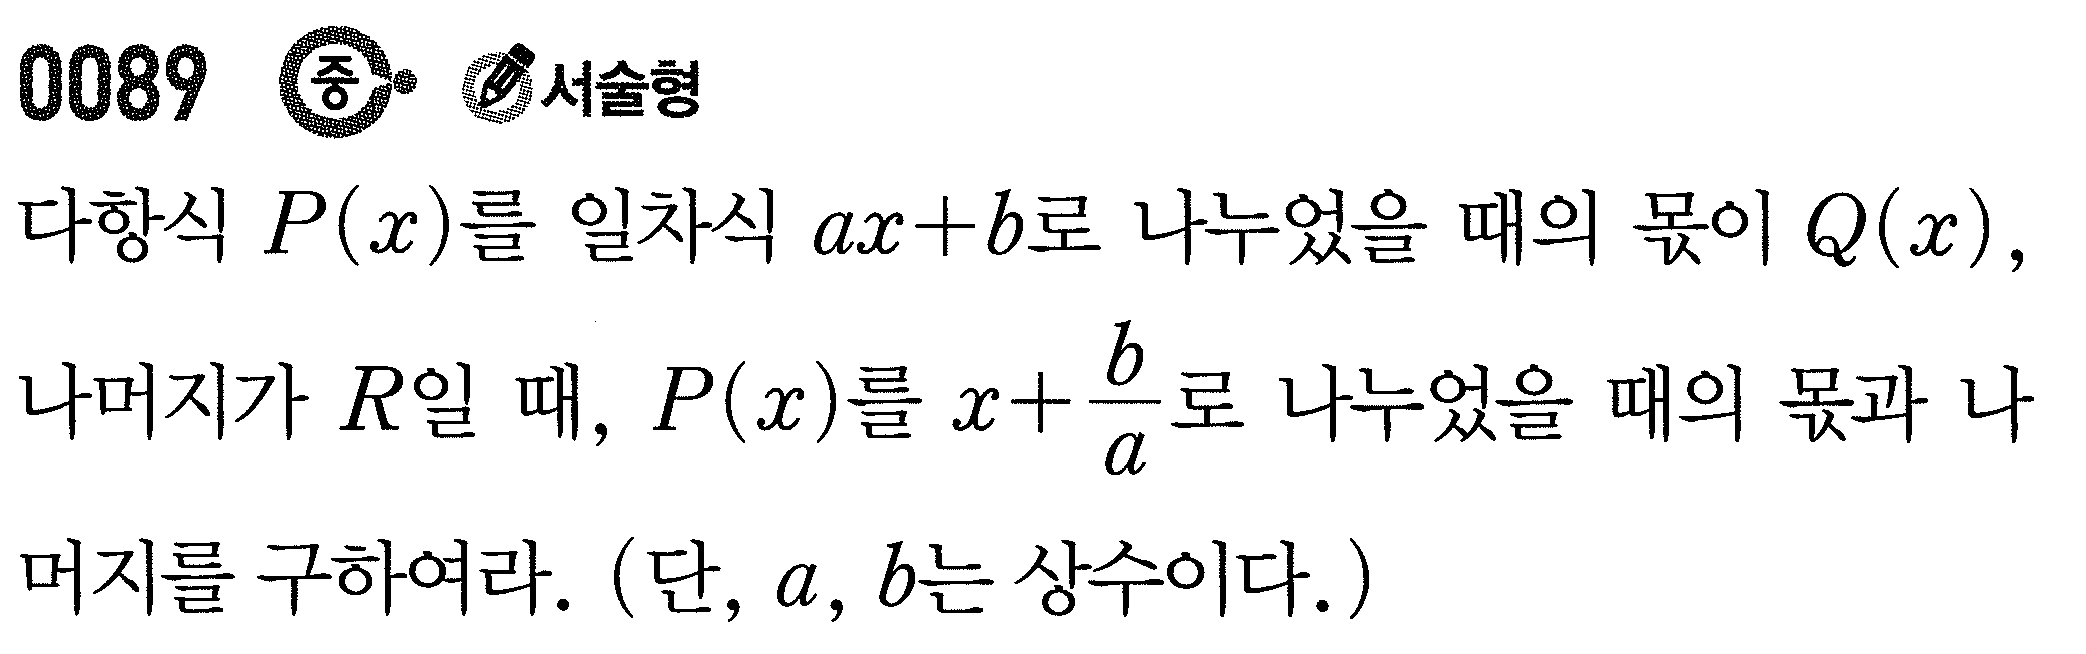 0089 중 서술형
다항식 P(x)를 일차식 ax+b로 나누었을 때의 몫이 Q(x),
나머지가 R일 때, P(x)를 x+\frac{b}{a}로 나누었을 때의 몫과 나
머지를 구하여라. (단, a, b는 상수이다.)